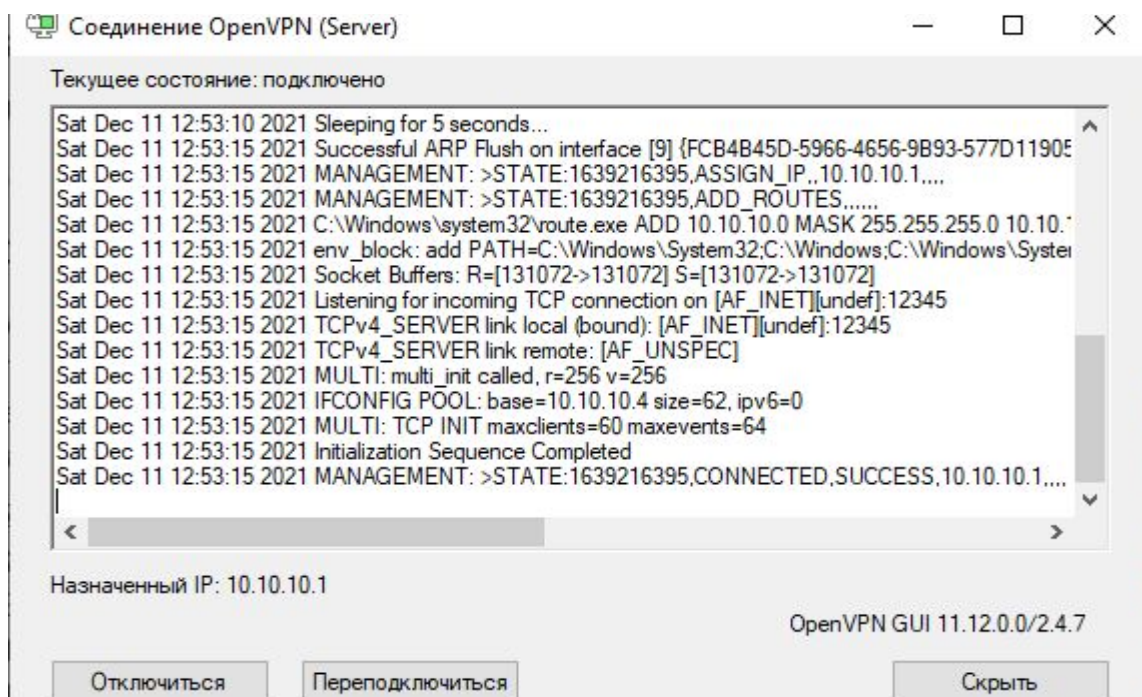 Соединение OpenVPN (Server)
Текущее состояние: подключено
Sat Dec 11 12:53:10 2021 Sleeping for 5 seconds...
Sat Dec 11 12:53:15 2021 Successful ARP Flush on interface [9] {FCB4B45D-5966-4656-9B93-577D11905
Sat Dec 11 12:53:15 2021 MANAGEMENT: >STATE:1639216395,ASSIGN_IP,,10.10.10.1,,,,
Sat Dec 11 12:53:15 2021 MANAGEMENT: >STATE:1639216395,ADD_ROUTES,,,,,,
Sat Dec 11 12:53:15 2021 C:\Windows\system32\route.exe ADD 10.10.10.0 MASK 255.255.255.0 10.10.1
Sat Dec 11 12:53:15 2021 env_block: add PATH=C:\Windows\System32;C:\Windows;C:\Windows\System
Sat Dec 11 12:53:15 2021 Socket Buffers: R=[131072->131072] S=[131072->131072]
Sat Dec 11 12:53:15 2021 Listening for incoming TCP connection on [AF_INET][undef]:12345
Sat Dec 11 12:53:15 2021 TCPv4_SERVER link local (bound): [AF_INET][undef]:12345
Sat Dec 11 12:53:15 2021 TCPv4_SERVER link remote: [AF_UNSPEC]
Sat Dec 11 12:53:15 2021 MULTI: multi_init called, r=256 v=256
Sat Dec 11 12:53:15 2021 IFCONFIG POOL: base=10.10.10.4 size=62, ipv6=0
Sat Dec 11 12:53:15 2021 MULTI: TCP INIT maxclients=60 maxevents=64
Sat Dec 11 12:53:15 2021 Initialization Sequence Completed
Sat Dec 11 12:53:15 2021 MANAGEMENT: >STATE:1639216395,CONNECTED,SUCCESS,10.10.10.1,,,,
Назначенный IP: 10.10.10.1
OpenVPN GUI 11.12.0.0/2.4.7
Отключиться
Переподключиться
Скрыть